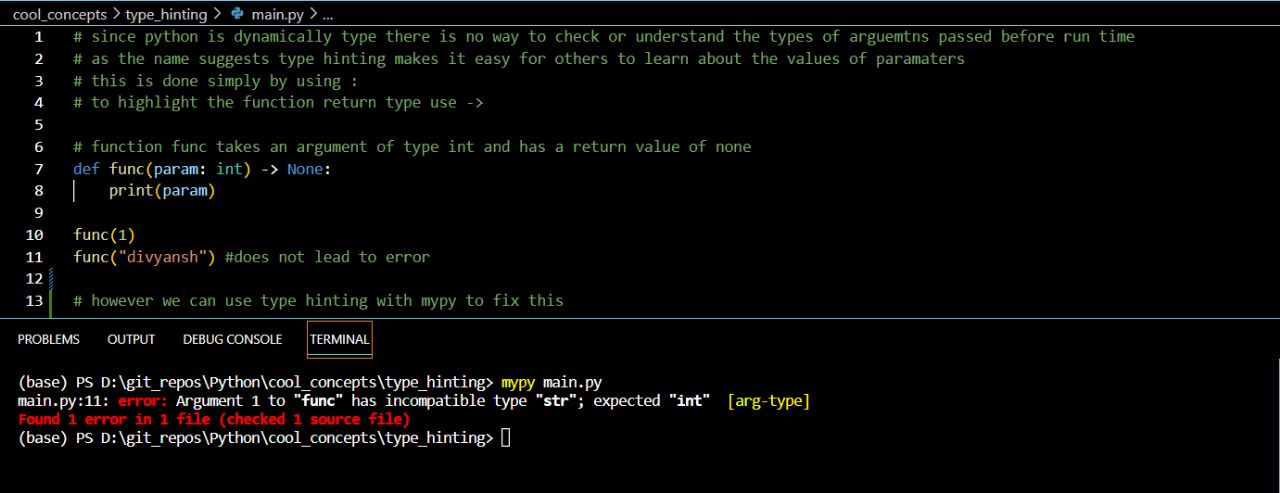 cool_concepts > type_hinting > main.py > ...
1 # since python is dynamically type there is no way to check or understand the types of arguemtns passed before run time
2 # as the name suggests type hinting makes it easy for others to learn about the values of paramaters
3 # this is done simply by using :
4 # to highlight the function return type use ->
5
6 # function func takes an argument of type int and has a return value of none
7 def func(param: int) -> None:
8     print(param)
9
10 func(1)
11 func("divyansh") #does not lead to error
12
13 # however we can use type hinting with mypy to fix this
PROBLEMS OUTPUT DEBUG CONSOLE TERMINAL
(base) PS D:\git_repos\Python\cool_concepts\type_hinting> mypy main.py
main.py:11: error: Argument 1 to "func" has incompatible type "str"; expected "int"  [arg-type]
Found 1 error in 1 file (checked 1 source file)
(base) PS D:\git_repos\Python\cool_concepts\type_hinting>